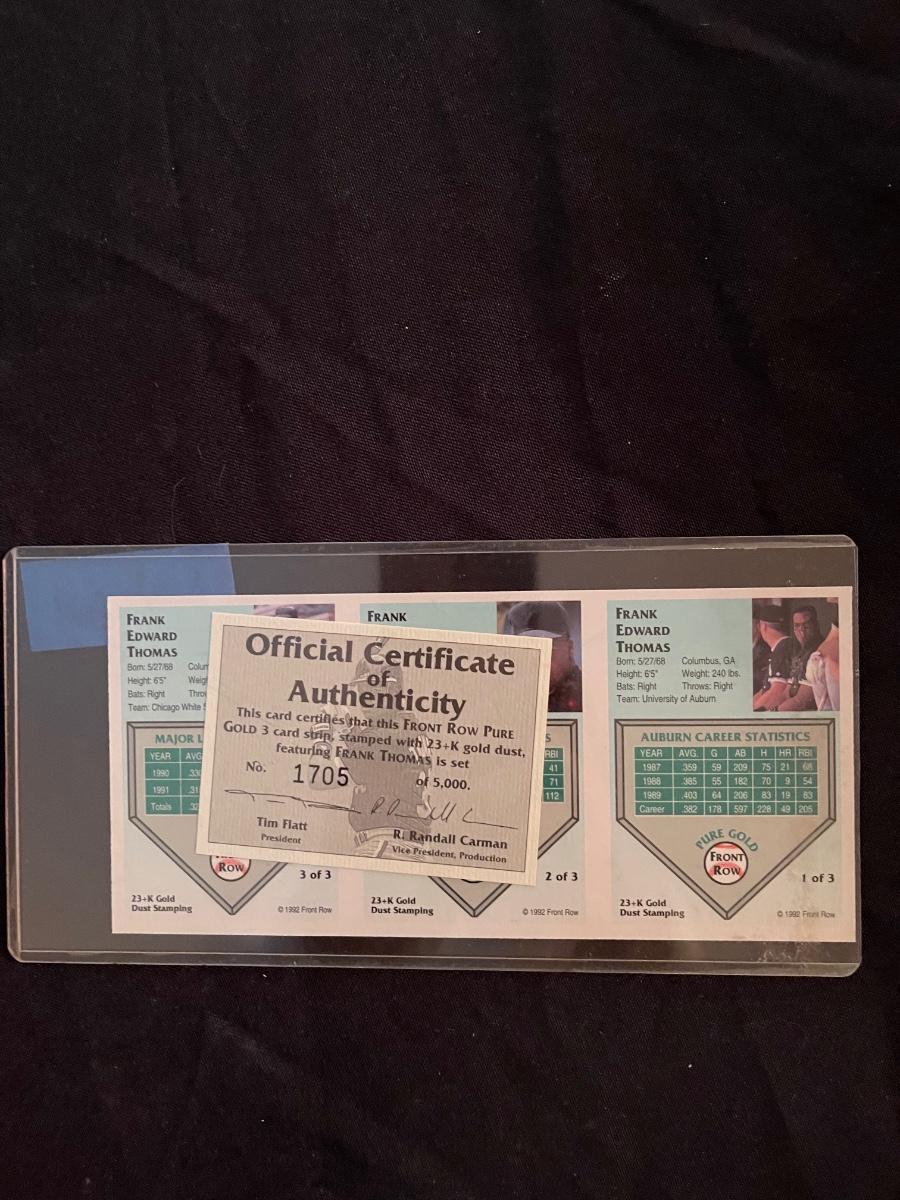 FRANK
EDWARD
THOMAS
Born: 5/27/68
Height: 6'5"
Bats: Right
Team: Chicago White
MAJOR L
YEAR AVG
1990
1991
Totals
ROW
3 of 3
23+K Gold
Dust Stamping
© 1992 Front Row
Official Certificate
of
Authenticity
This card certifies that this FRONT ROW PURE
GOLD 3 card strip, stamped with 23+K gold dust,
featuring FRANK THOMAS is set
No. 1705 of 5,000.
Tim Flatt
President
R. Randall Carman
Vice President, Production
FRANK
S
RBI
41
71
112
2 of 3
23+K Gold
Dust Stamping
© 1992 Front Row
FRANK
EDWARD
THOMAS
Born: 5/27/68 Columbus, GA
Height: 6'5" Weight: 240 lbs.
Bats: Right Throws: Right
Team: University of Auburn
AUBURN CAREER STATISTICS
YEAR AVG. G AB H HR RBI
1987 .359 59 209 75 21 68
1988 .385 55 182 70 9 54
1989 .403 64 206 83 19 83
Career .382 178 597 228 49 205
PURE GOLD
FRONT
ROW
1 of 3
23+K Gold
Dust Stamping
© 1992 Front Row